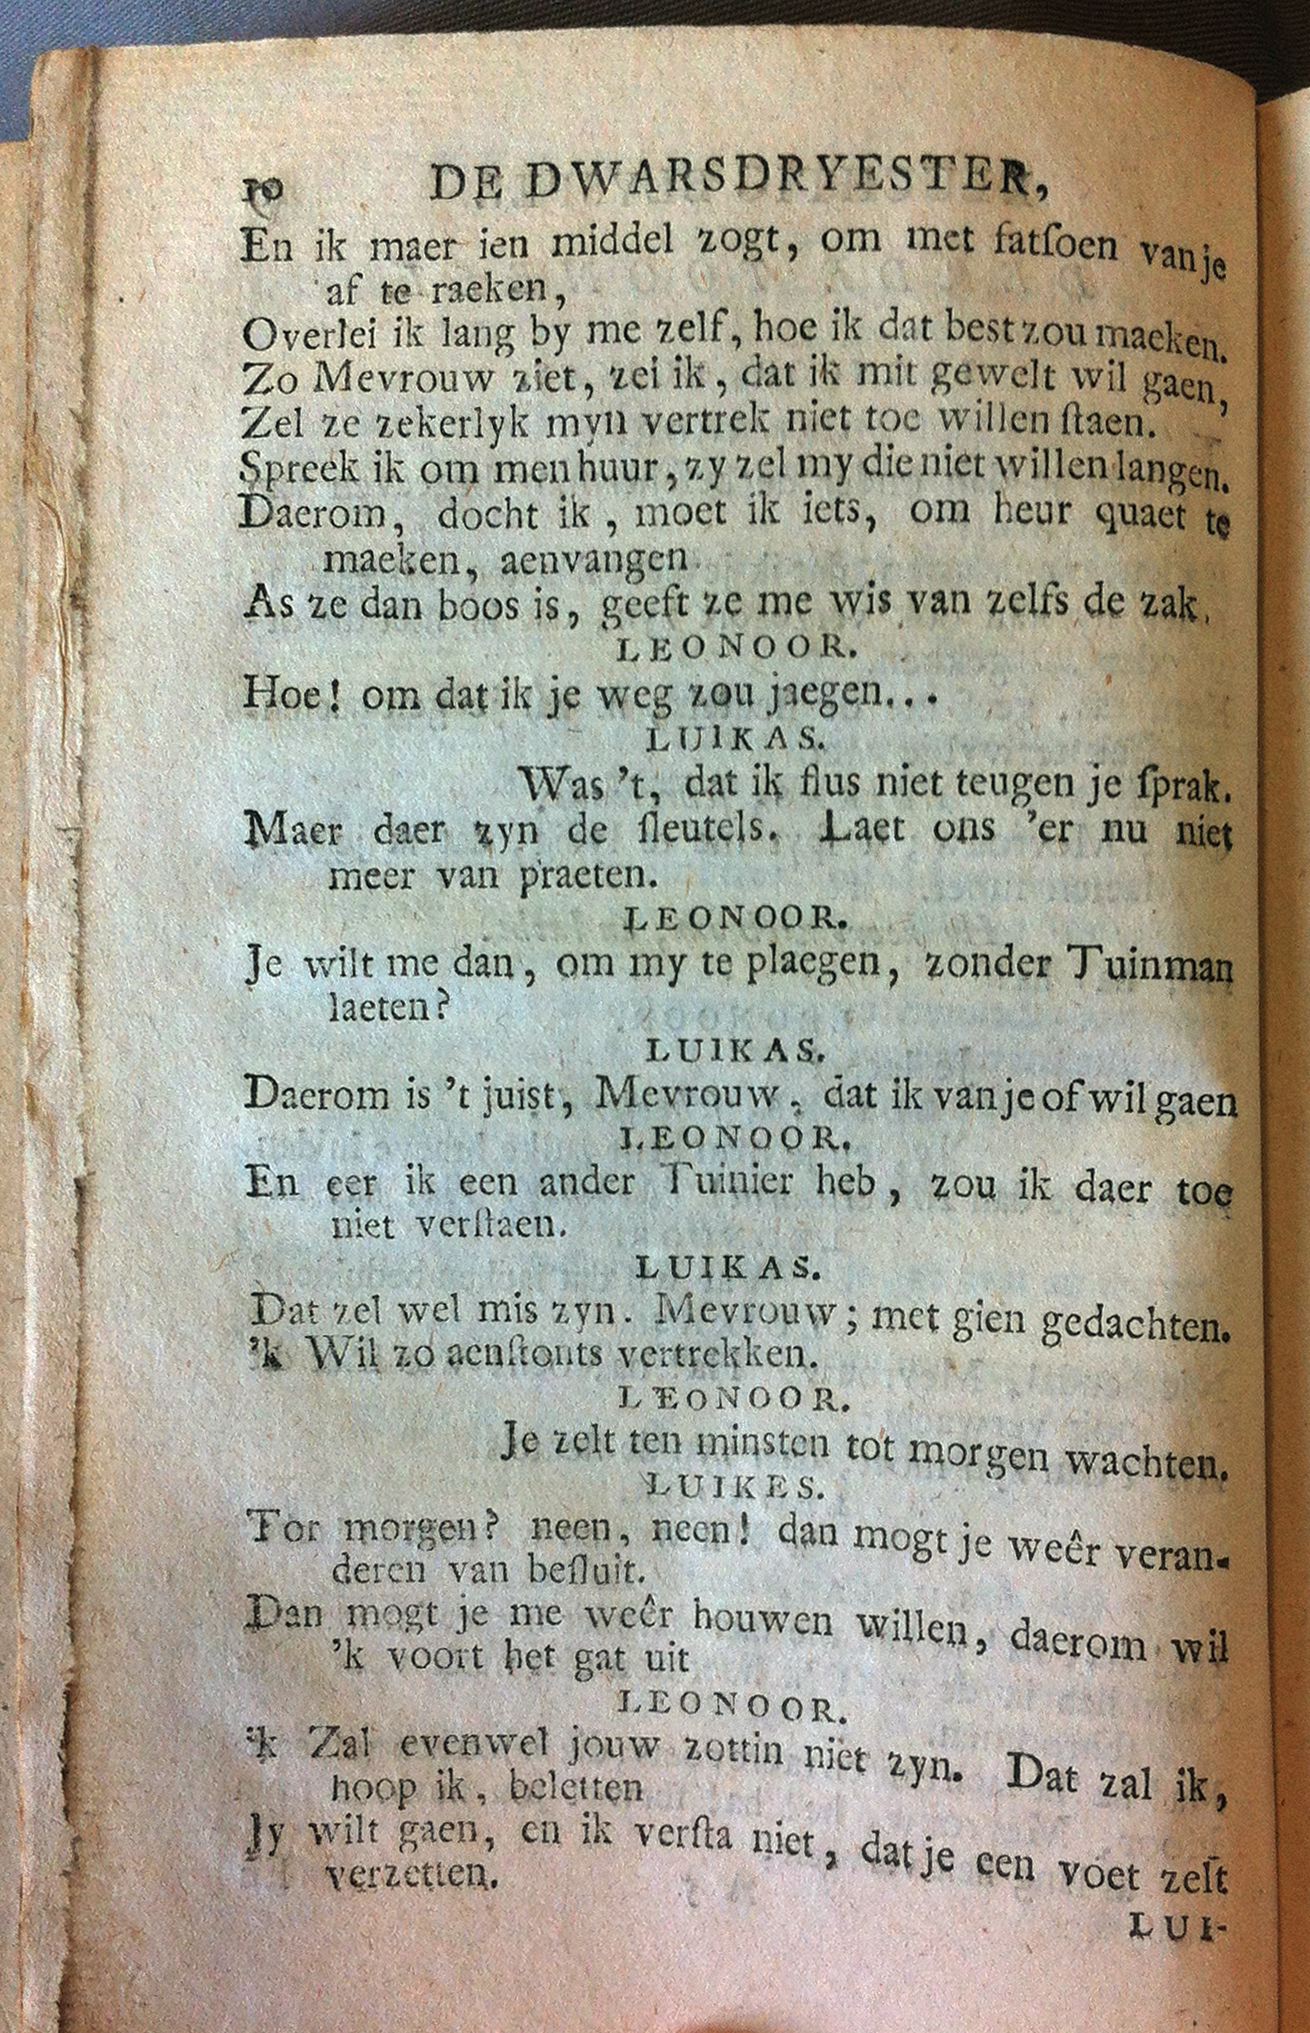 10 DE DWARSDRYESTER,
En ik maer ien middel zogt, om met fatſoen van je
af te raeken,
Overlei ik lang by me zelf, hoe ik dat best zou maeken.
Zo Mevrouw ziet, zei ik, dat ik mit gewelt wil gaen,
Zel ze zekerlyk myn vertrek niet toe willen ſtaen.
Spreek ik om men huur, zy zel my die niet willen langen.
Daerom, docht ik, moet ik iets, om heur quaet te
maeken, aenvangen
As ze dan boos is, geeft ze me wis van zelfs de zak.
LEONOOR.
Hoe! om dat ik je weg zou jaegen...
LUIKAS.
Was 't, dat ik flus niet teugen je ſprak.
Maer daer zyn de ſleutels. Laet ons 'er nu niet
meer van praeten.
LEONOOR.
Je wilt me dan, om my te plaegen, zonder Tuinman
laeten?
LUIKAS.
Daerom is 't juist, Mevrouw, dat ik van je of wil gaen
LEONOOR.
En eer ik een ander Tuinier heb, zou ik daer toe
niet verſtaen.
LUIKAS.
Dat zel wel mis zyn. Mevrouw; met gien gedachten.
'k Wil zo aenſtonts vertrekken.
LEONOOR.
Je zelt ten minsten tot morgen wachten.
LUIKES.
Tot morgen? neen, neen! dan mogt je weêr veran-
deren van beſluit.
Dan mogt je me weêr houwen willen, daerom wil
'k voort het gat uit
LEONOOR.
'k Zal evenwel jouw zottin niet zyn. Dat zal ik,
hoop ik, beletten
Jy wilt gaen, en ik verſta niet, dat je een voet zelt
verzetten.
LUI-